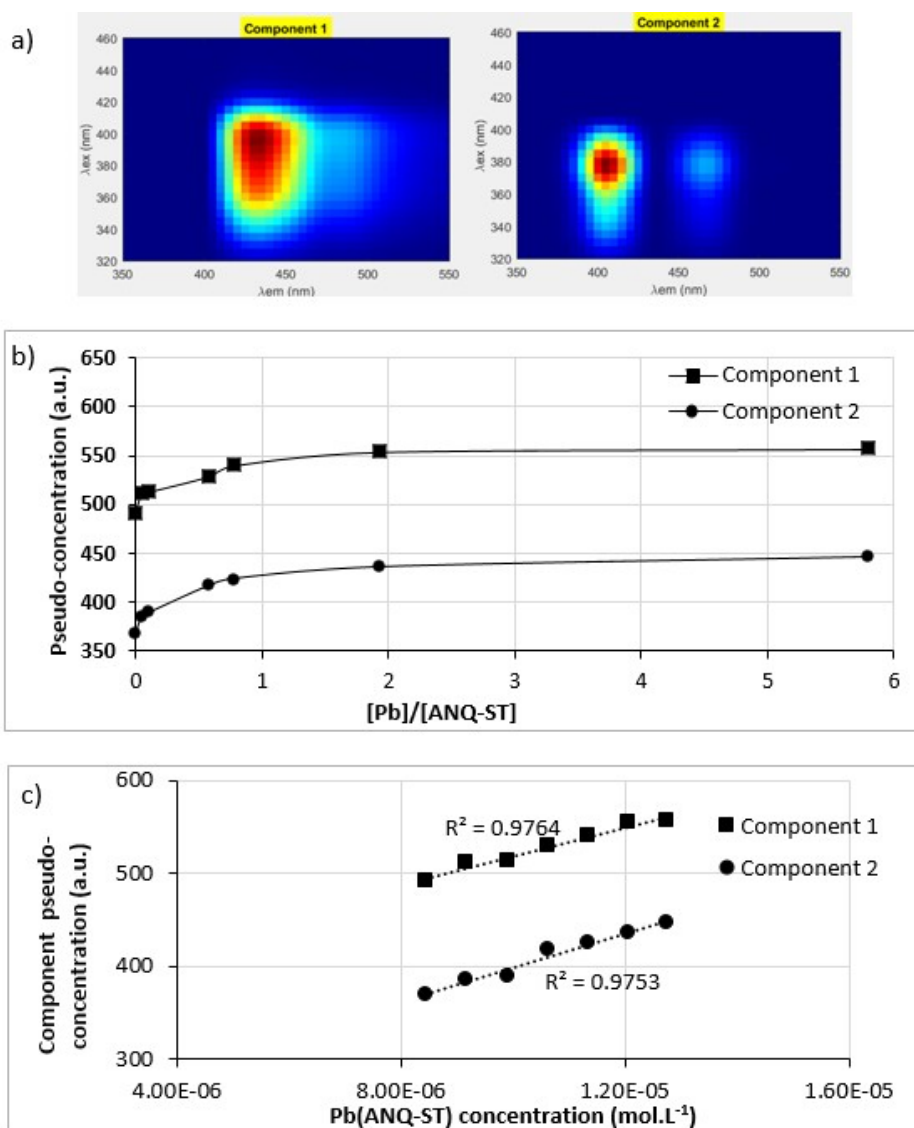 a)
Component 1
Component 2
460
440
420
400
380
360
340
320
λex (nm)
350
400
450
500
550
λem (nm)
460
440
420
400
380
360
340
320
λex (nm)
350
400
450
500
550
λem (nm)
b)
650
600
550
500
450
400
350
Pseudo-concentration (a.u.)
Component 1
Component 2
0
1
2
3
4
5
6
[Pb]/[ANQ-ST]
c)
600
500
400
300
Component pseudo-
concentration (a.u.)
R² = 0.9764
Component 1
Component 2
R² = 0.9753
4.00E-06
8.00E-06
1.20E-05
1.60E-05
Pb(ANQ-ST) concentration (mol.L⁻¹)